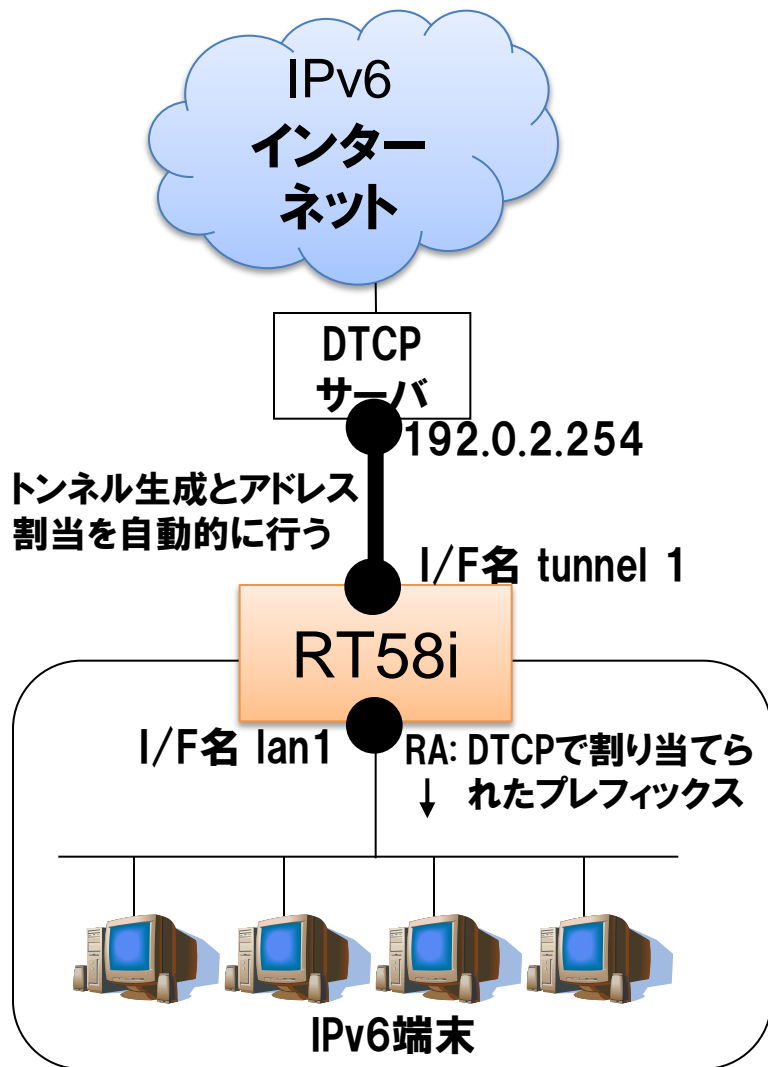 IPv6
インター
ネット
DTCP
サーバ
192.0.2.254
トンネル生成とアドレス
割当を自動的に行う
I/F名 tunnel 1
RT58i
I/F名 lan1
RA: DTCPで割り当てら
↓ れたプレフィックス
IPv6端末